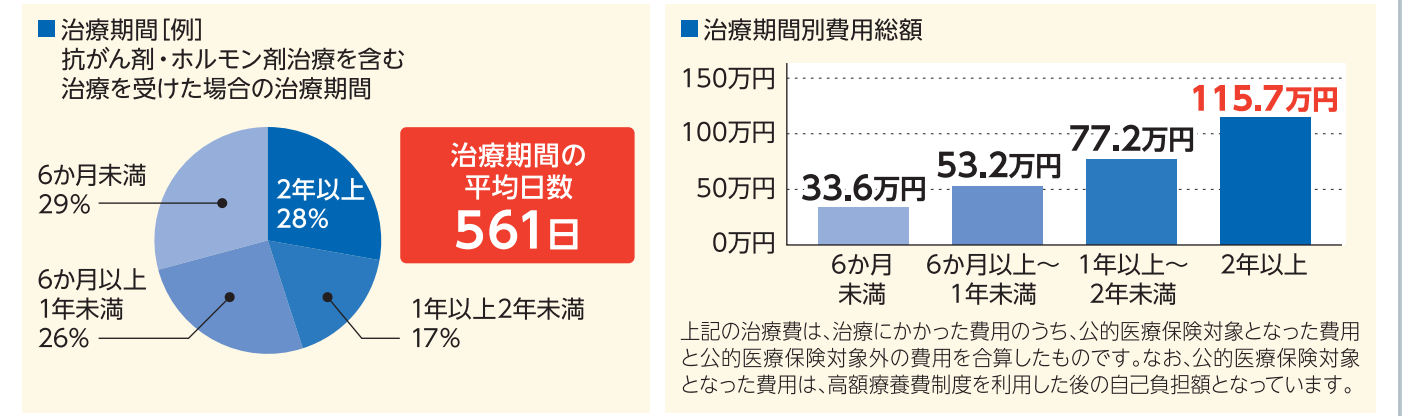 ■治療期間[例]
抗がん剤・ホルモン剤治療を含む
治療を受けた場合の治療期間
6か月未満
29%
2年以上
28%
6か月以上
1年未満
26%
1年以上2年未満
17%
治療期間の
平均日数
561日
■治療期間別費用総額
150万円
100万円
50万円
0万円
33.6万円
53.2万円
77.2万円
115.7万円
6か月
未満
6か月以上～
1年未満
1年以上～
2年未満
2年以上
上記の治療費は、治療にかかった費用のうち、公的医療保険対象となった費用
と公的医療保険対象外の費用を合算したものです。なお、公的医療保険対象
となった費用は、高額療養費制度を利用した後の自己負担額となっています。